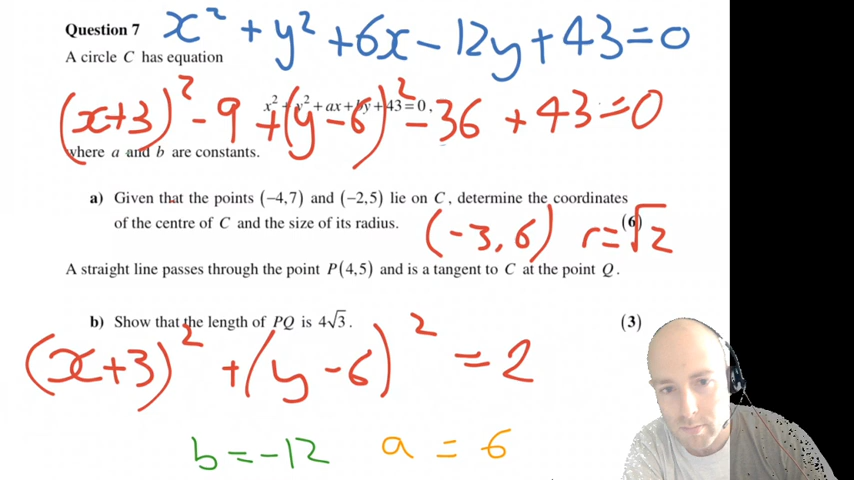 Question 7 x² + y² + 6x - 12y + 43 = 0
A circle C has equation
x² + y² + ax + by + 43 = 0,
(x+3)² - 9 + (y-6)² - 36 + 43 = 0
where a and b are constants.
a) Given that the points (−4,7) and (−2,5) lie on C, determine the coordinates
of the centre of C and the size of its radius. (6)
(-3, 6) r = √2
A straight line passes through the point P(4,5) and is a tangent to C at the point Q.
b) Show that the length of PQ is 4√3. (3)
(x+3)² + (y-6)² = 2
b = -12 a = 6